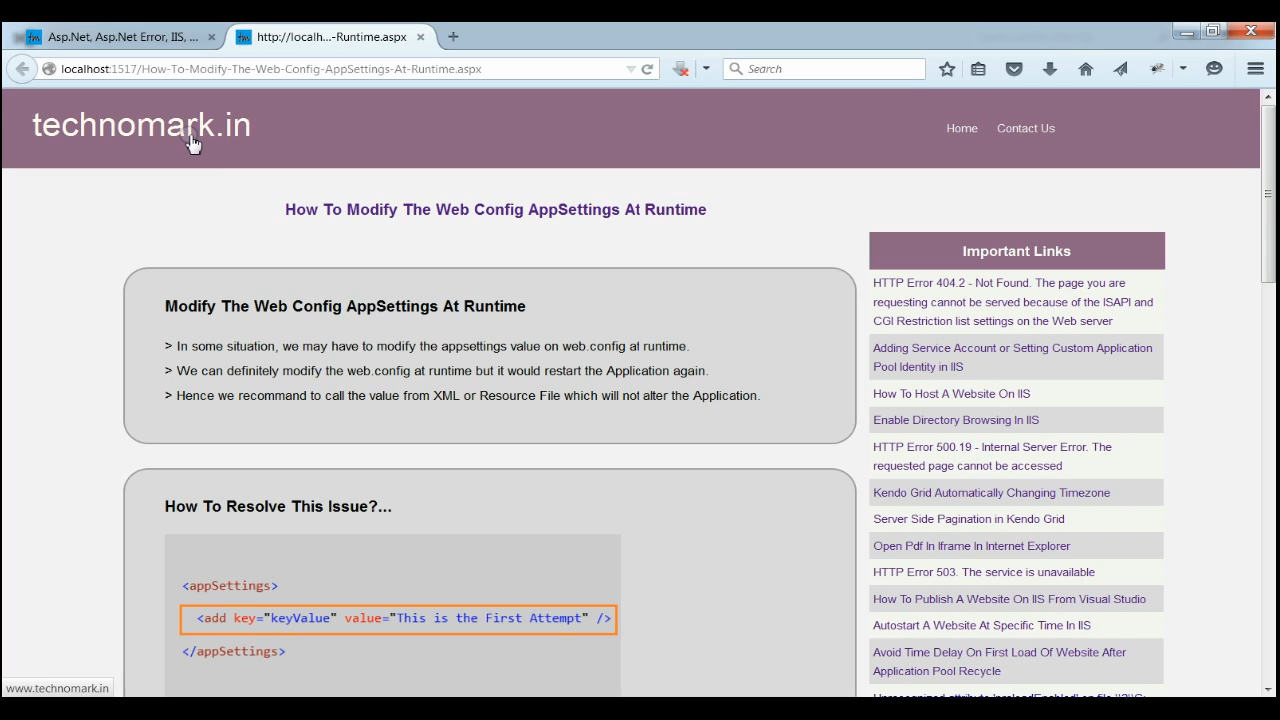 Asp.Net, Asp.Net Error, IIS, ...
http://localh...-Runtime.aspx
localhost:1517/How-To-Modify-The-Web-Config-AppSettings-At-Runtime.aspx
Search
technomark.in
Home
Contact Us
How To Modify The Web Config AppSettings At Runtime
Modify The Web Config AppSettings At Runtime
> In some situation, we may have to modify the appsettings value on web.config at runtime.
> We can definitely modify the web.config at runtime but it would restart the Application again.
> Hence we recommand to call the value from XML or Resource File which will not alter the Application.
How To Resolve This Issue?...
<appSettings>
<add key="keyValue" value="This is the First Attempt" />
</appSettings>
Important Links
HTTP Error 404.2 - Not Found. The page you are
requesting cannot be served because of the ISAPI and
CGI Restriction list settings on the Web server
Adding Service Account or Setting Custom Application
Pool Identity in IIS
How To Host A Website On IIS
Enable Directory Browsing In IIS
HTTP Error 500.19 - Internal Server Error. The
requested page cannot be accessed
Kendo Grid Automatically Changing Timezone
Server Side Pagination in Kendo Grid
Open Pdf In Iframe In Internet Explorer
HTTP Error 503. The service is unavailable
How To Publish A Website On IIS From Visual Studio
Autostart A Website At Specific Time In IIS
Avoid Time Delay On First Load Of Website After
Application Pool Recycle
www.technomark.in